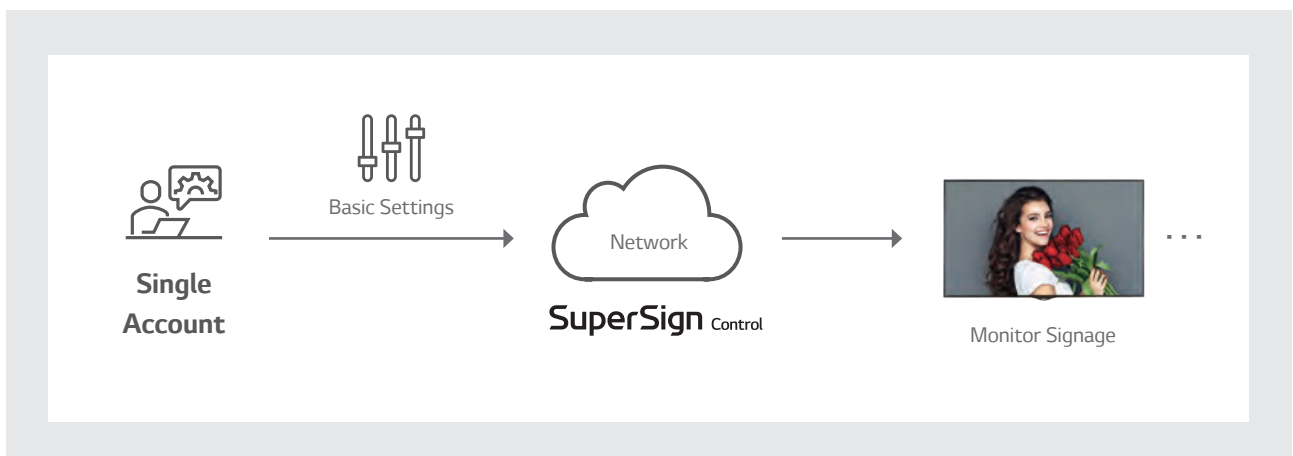 Basic Settings
Single
Account
Network
SuperSign Control
Monitor Signage
...